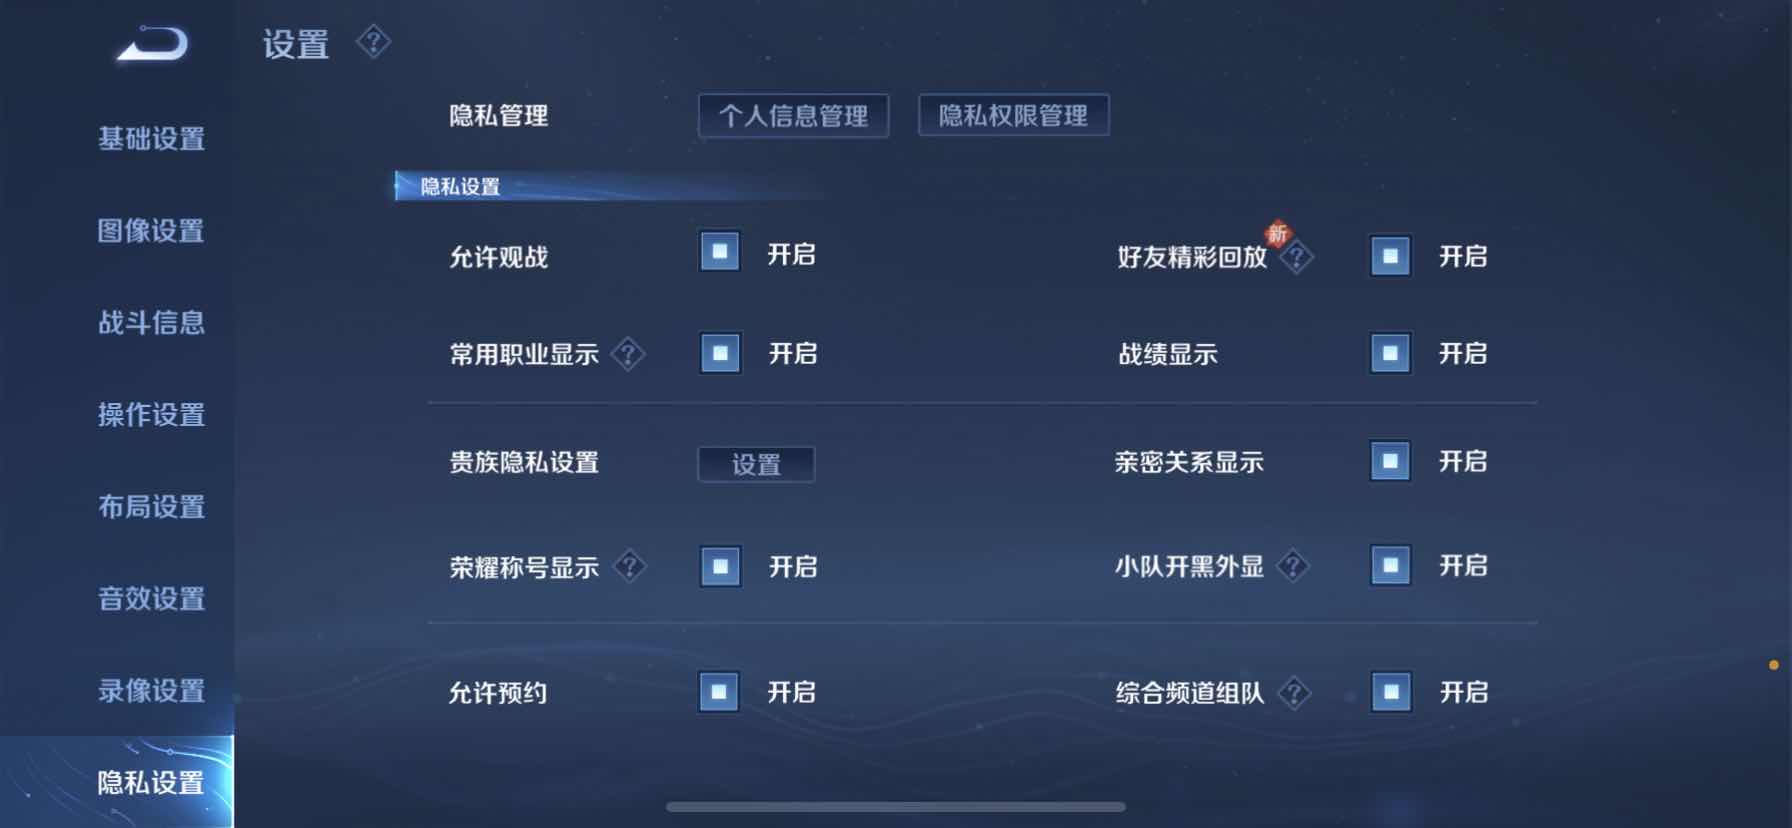 设置
基础设置
图像设置
战斗信息
操作设置
布局设置
音效设置
录像设置
隐私设置
隐私管理 个人信息管理 隐私权限管理
隐私设置
允许观战 开启 好友精彩回放 新 开启
常用职业显示 开启 战绩显示 开启
贵族隐私设置 设置 亲密关系显示 开启
荣耀称号显示 开启 小队开黑外显 开启
允许预约 开启 综合频道组队 开启